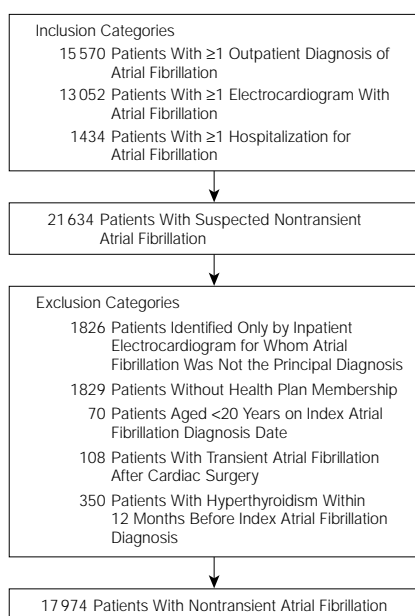 Inclusion Categories
15 570 Patients With ≥1 Outpatient Diagnosis of
Atrial Fibrillation
13 052 Patients With ≥1 Electrocardiogram With
Atrial Fibrillation
1434 Patients With ≥1 Hospitalization for
Atrial Fibrillation
21 634 Patients With Suspected Nontransient
Atrial Fibrillation
Exclusion Categories
1826 Patients Identified Only by Inpatient
Electrocardiogram for Whom Atrial
Fibrillation Was Not the Principal Diagnosis
1829 Patients Without Health Plan Membership
70 Patients Aged <20 Years on Index Atrial
Fibrillation Diagnosis Date
108 Patients With Transient Atrial Fibrillation
After Cardiac Surgery
350 Patients With Hyperthyroidism Within
12 Months Before Index Atrial Fibrillation
Diagnosis
17 974 Patients With Nontransient Atrial Fibrillation